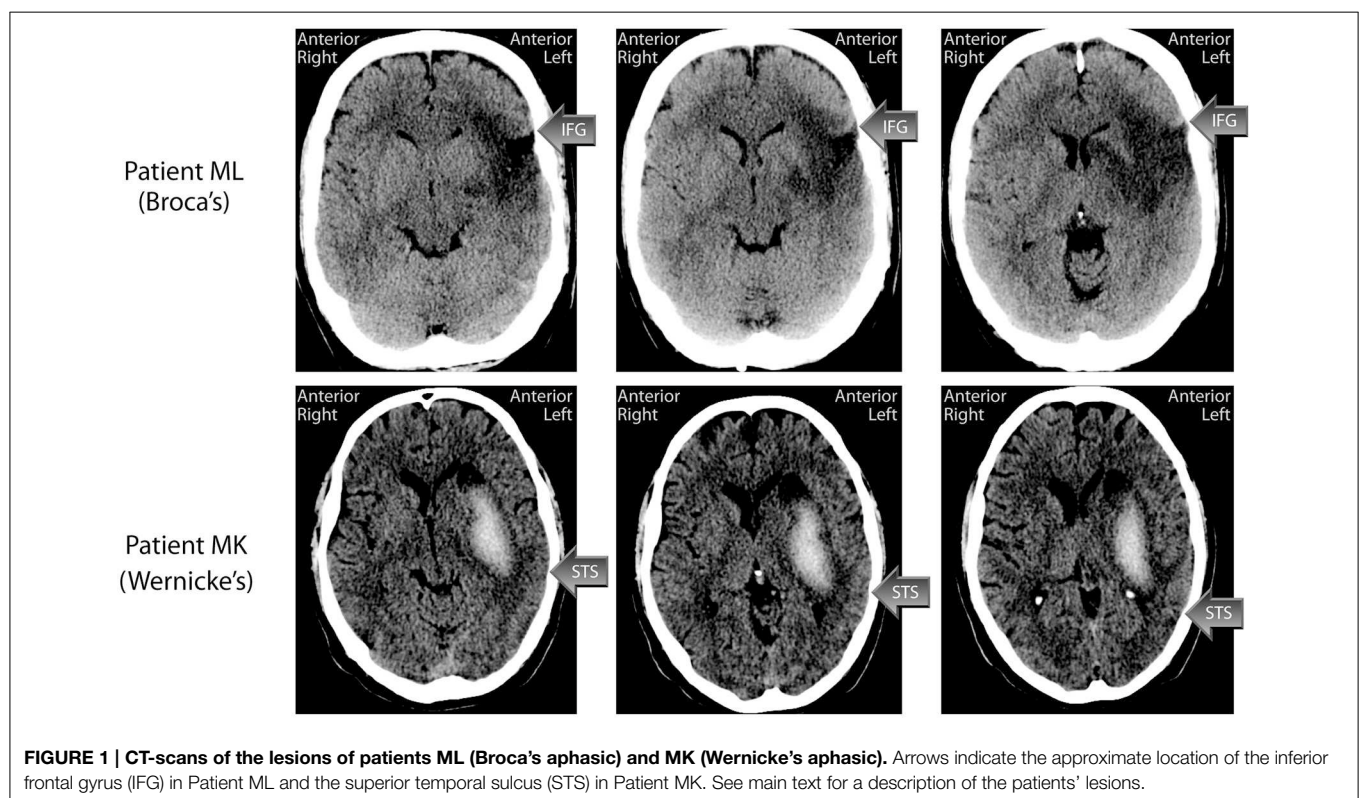 Anterior Right
Anterior Left
Anterior Right
Anterior Left
Anterior Right
Anterior Left
IFG
IFG
IFG
Patient ML
(Broca's)
Anterior Right
Anterior Left
Anterior Right
Anterior Left
Anterior Right
Anterior Left
Patient MK
(Wernicke's)
STS
STS
STS
FIGURE 1 | CT-scans of the lesions of patients ML (Broca's aphasic) and MK (Wernicke's aphasic). Arrows indicate the approximate location of the inferior
frontal gyrus (IFG) in Patient ML and the superior temporal sulcus (STS) in Patient MK. See main text for a description of the patients' lesions.